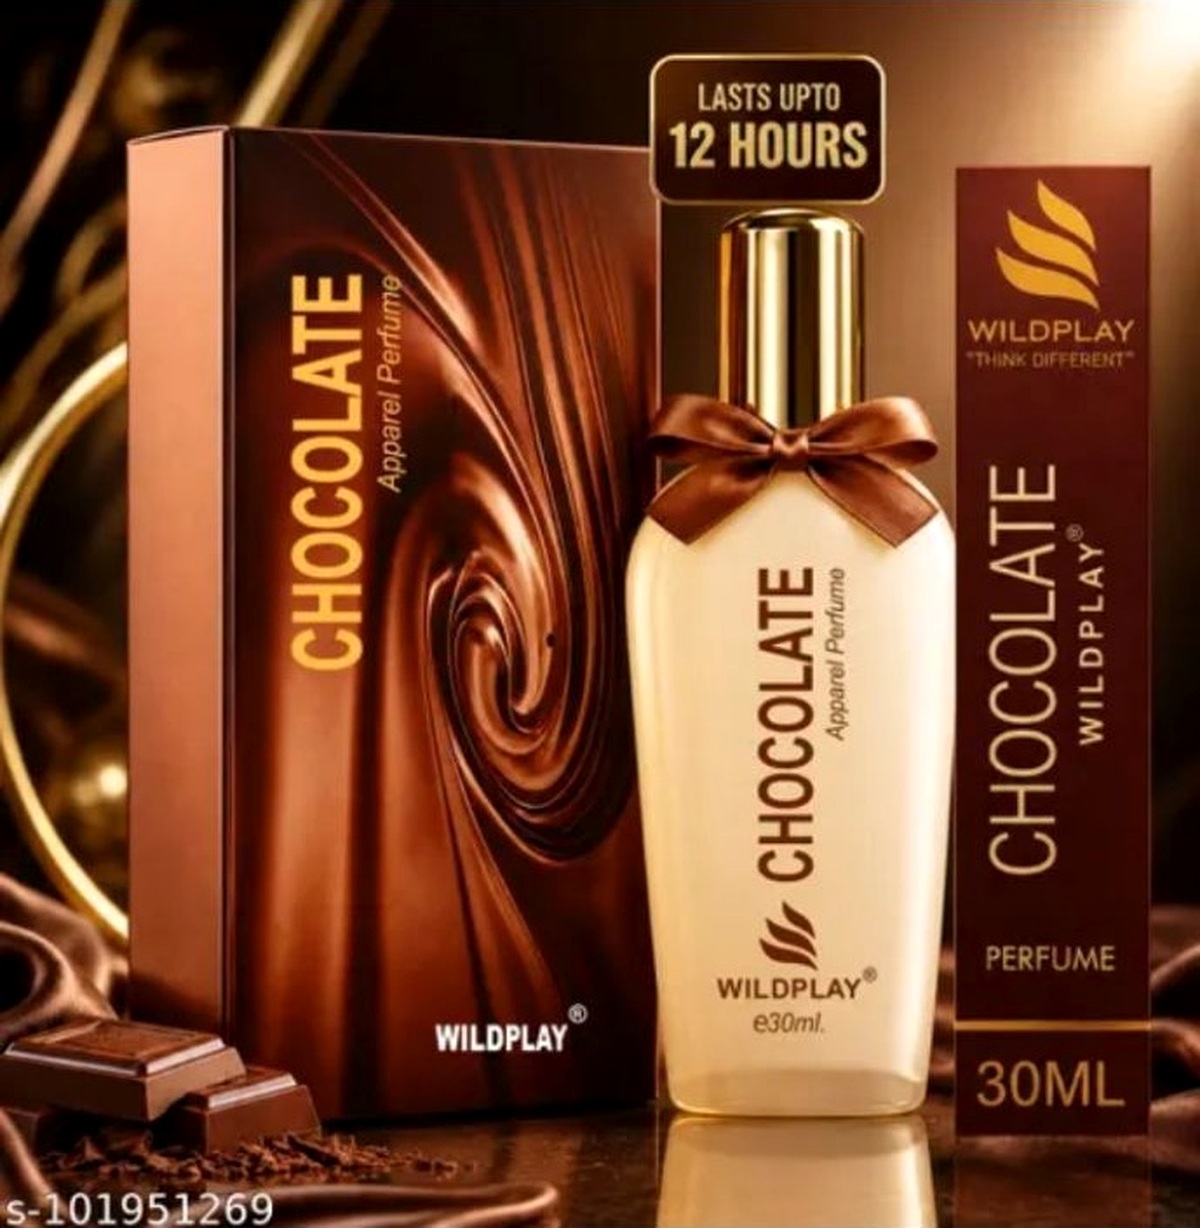 LASTS UPTO
12 HOURS
CHOCOLATE
Apparel Perfume
WILDPLAY®
CHOCOLATE
Apparel Perfume
WILDPLAY®
e30ml.
WILDPLAY
"THINK DIFFERENT"
CHOCOLATE
WILDPLAY®
PERFUME
30ML
s-101951269